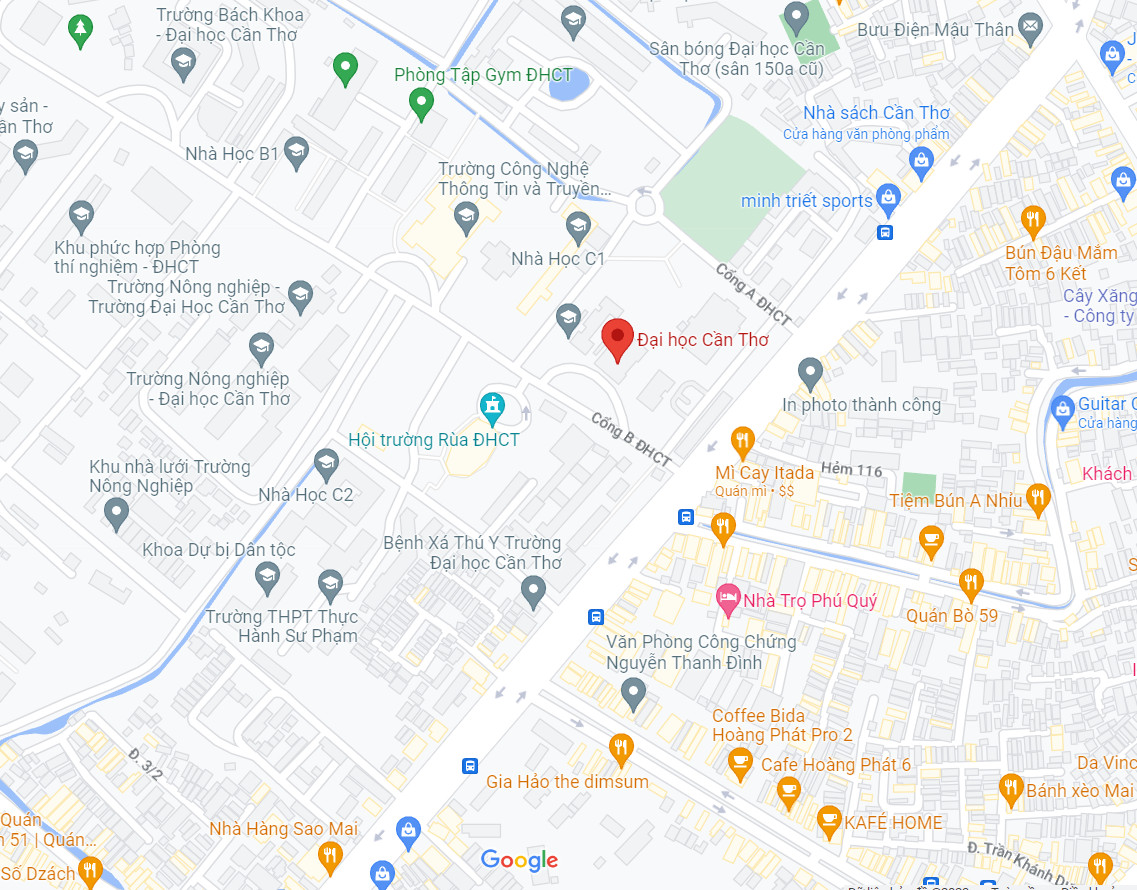 Trường Bách Khoa
- Đại học Cần Thơ
Sân bóng Đại học Cần
Thơ (sân 150a cũ)
Bưu Điện Mậu Thân
Phòng Tập Gym ĐHCT
y sản -
ần Thơ
Nhà Học B1
Nhà sách Cần Thơ
Cửa hàng văn phòng phẩm
Trường Công Nghệ
Thông Tin và Truyền...
minh triết sports
Khu phức hợp Phòng
thí nghiệm - ĐHCT
Nhà Học C1
Bún Đậu Mắm
Tôm 6 Kết
Trường Nông nghiệp -
Trường Đại Học Cần Thơ
Cổng A ĐHCT
Cây Xăng
- Công ty
Đại học Cần Thơ
Trường Nông nghiệp
- Đại học Cần Thơ
In photo thành công
Guitar
Cửa hàng
Hội trường Rùa ĐHCT
Cổng B ĐHCT
Khu nhà lưới Trường
Nông Nghiệp
Nhà Học C2
Mì Cay Itada
Quán mì • $$
Hẻm 116
Khách
Tiệm Bún A Nhỉu
Khoa Dự bị Dân tộc
Bệnh Xá Thú Y Trường
Đại học Cần Thơ
Trường THPT Thực
Hành Sư Phạm
Nhà Trọ Phú Quý
Quán Bò 59
Văn Phòng Công Chứng
Nguyễn Thanh Đình
Coffee Bida
Hoàng Phát Pro 2
Đ. 3/2
Gia Hảo the dimsum
Cafe Hoàng Phát 6
Da Vinc
Bánh xèo Mai
Quán
n 51 | Quán...
Nhà Hàng Sao Mai
KAFÉ HOME
Số Dzách
Google
Đ. Trần Khánh Dư